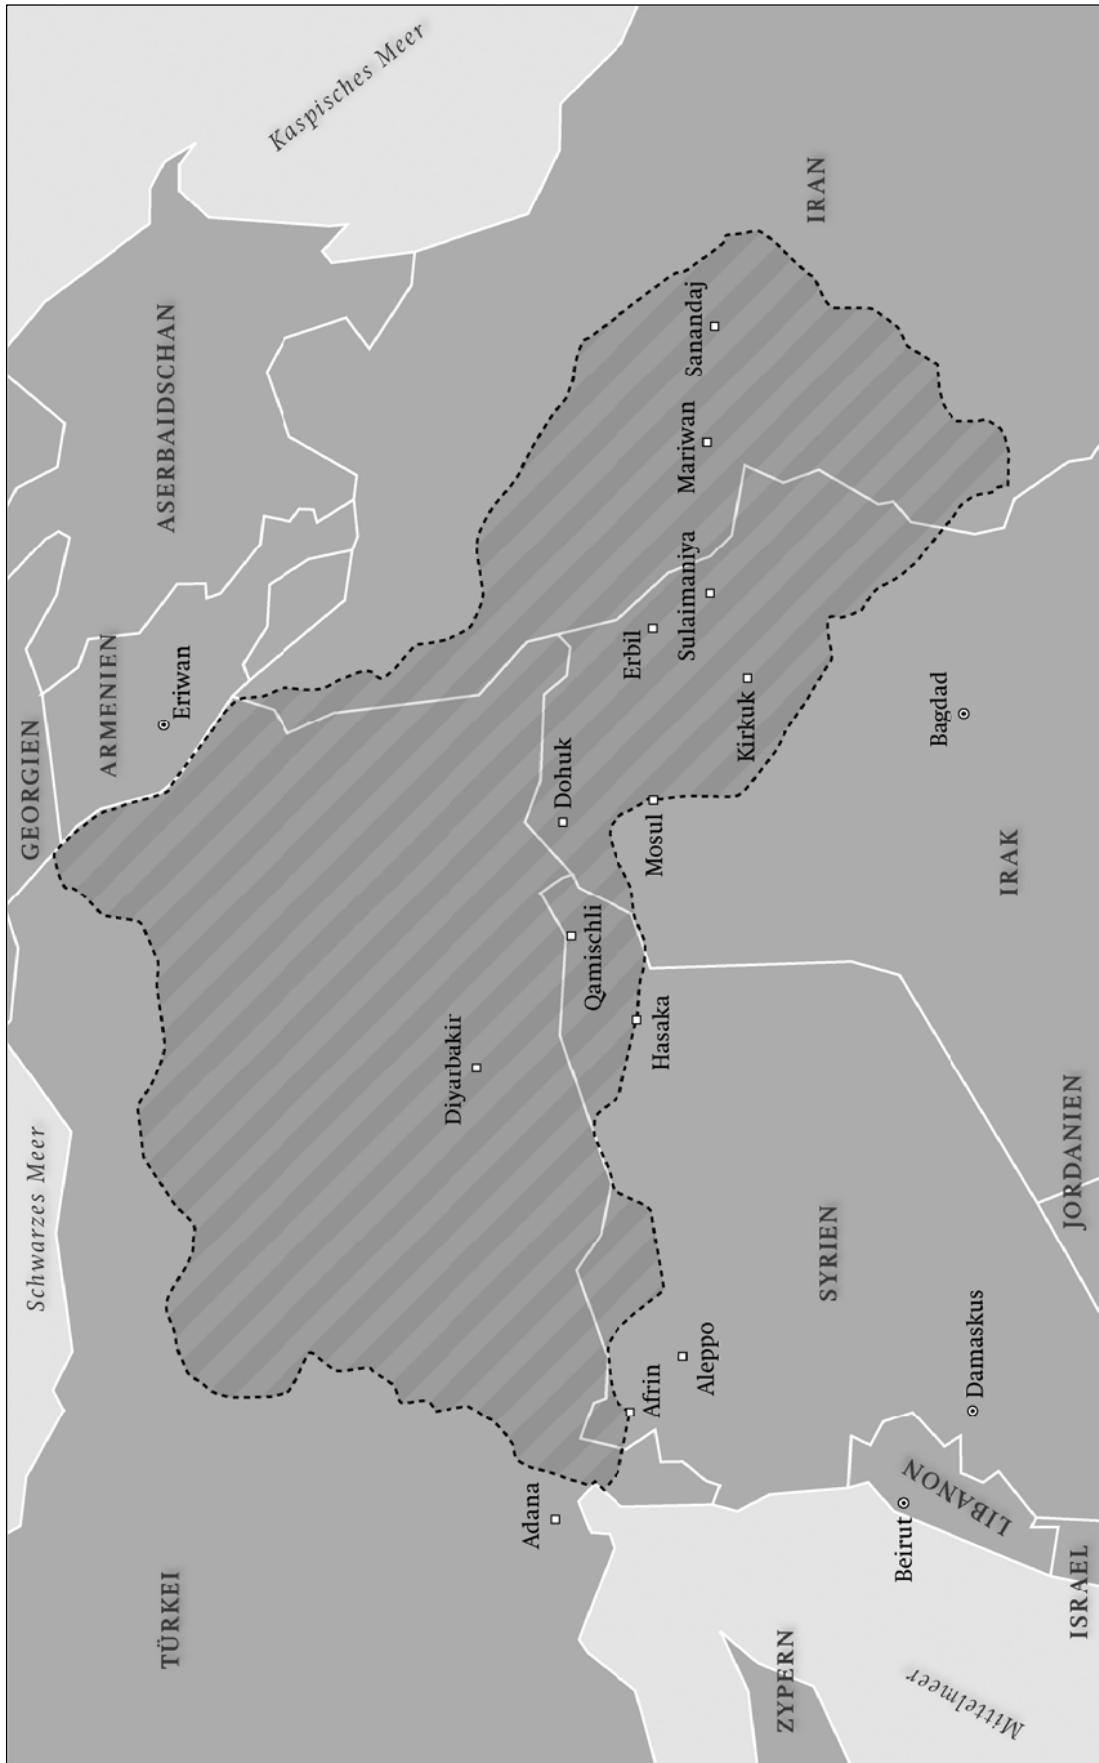 Schwarzes Meer
GEORGIEN
Kaspisches Meer
TÜRKEI
ARMENIEN
Eriwan
ASERBAIDSCHAN
Diyarbakir
Adana
Dohuk
Qamischli
Erbil
Afrin
Hasaka
Mosul
Sulaimaniya
Mariwan
Sanandaj
Aleppo
Kirkuk
IRAN
ZYPERN
SYRIEN
Beirut
LIBANON
Bagdad
Mittelmeer
Damaskus
IRAK
ISRAEL
JORDANIEN